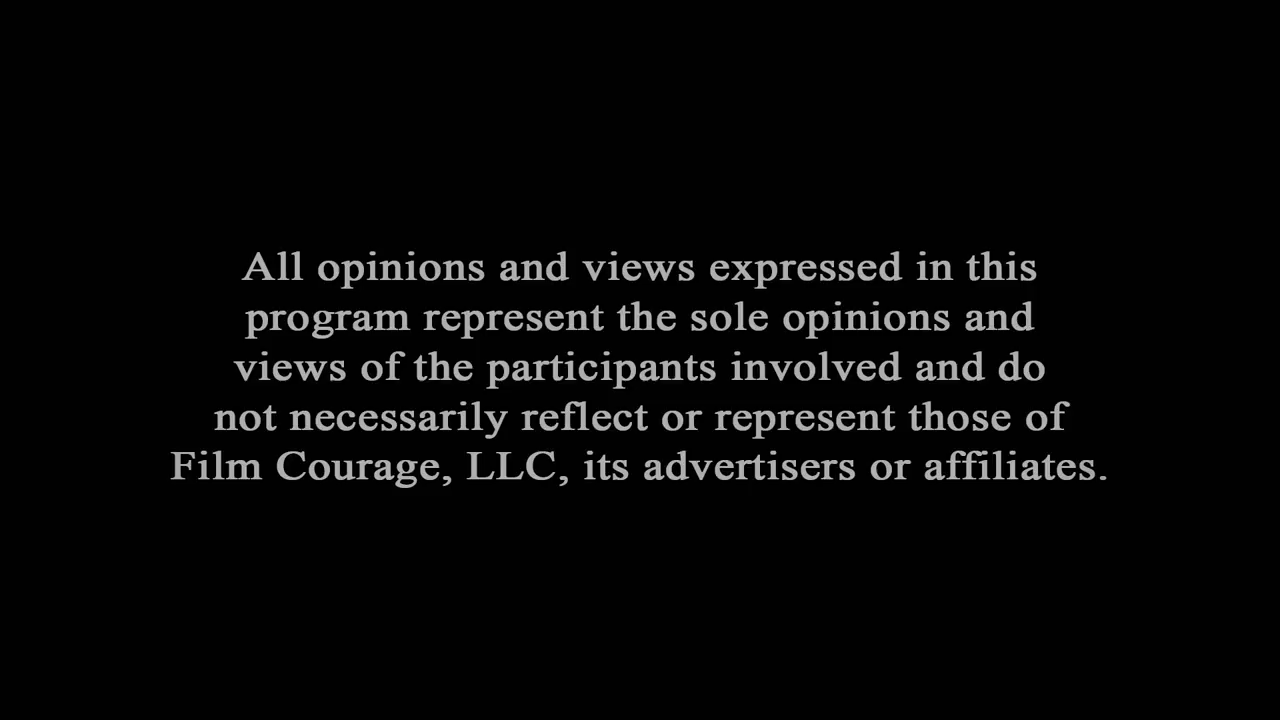 All opinions and views expressed in this
program represent the sole opinions and
views of the participants involved and do
not necessarily reflect or represent those of
Film Courage, LLC, its advertisers or affiliates.